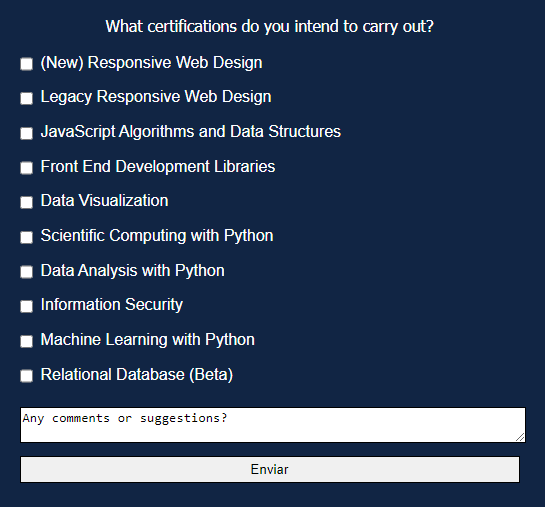 What certifications do you intend to carry out?
(New) Responsive Web Design
Legacy Responsive Web Design
JavaScript Algorithms and Data Structures
Front End Development Libraries
Data Visualization
Scientific Computing with Python
Data Analysis with Python
Information Security
Machine Learning with Python
Relational Database (Beta)
Any comments or suggestions?
Enviar